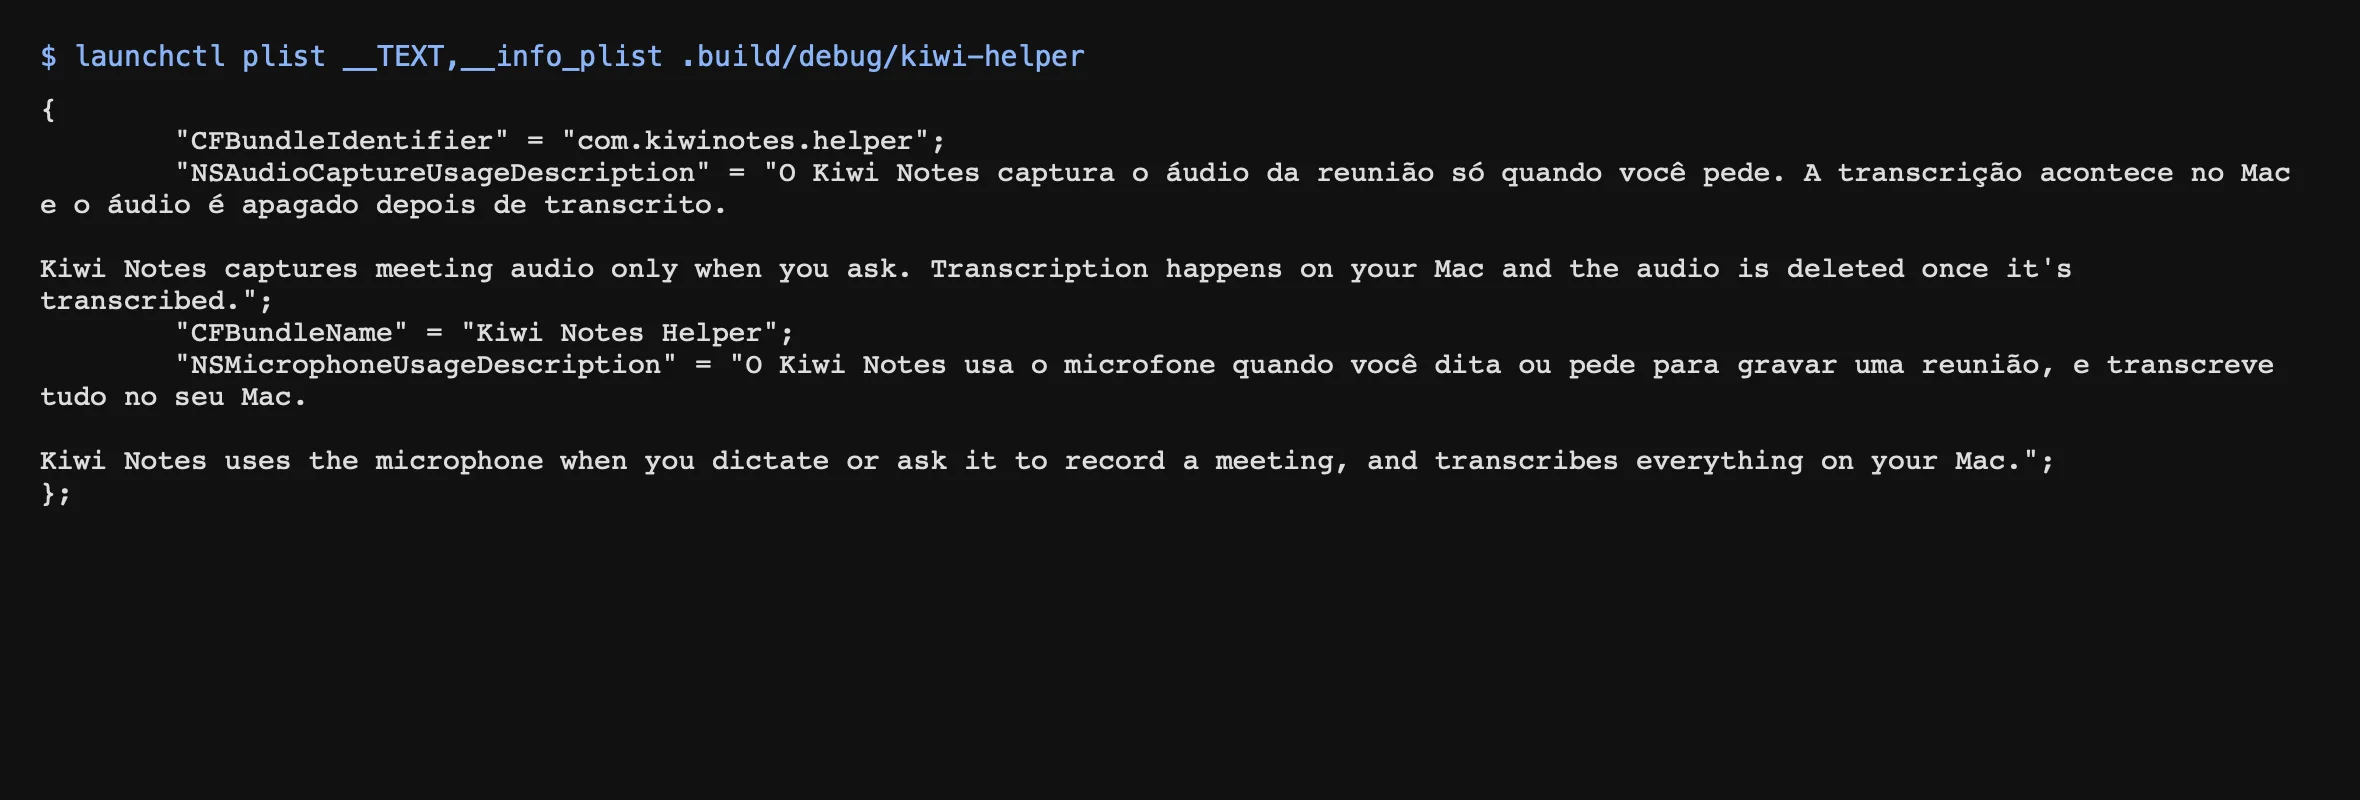 $ launchctl plist __TEXT,__info_plist .build/debug/kiwi-helper
{
        "CFBundleIdentifier" = "com.kiwinotes.helper";
        "NSAudioCaptureUsageDescription" = "O Kiwi Notes captura o áudio da reunião só quando você pede. A transcrição acontece no Mac
e o áudio é apagado depois de transcrito.

Kiwi Notes captures meeting audio only when you ask. Transcription happens on your Mac and the audio is deleted once it's
transcribed.";
        "CFBundleName" = "Kiwi Notes Helper";
        "NSMicrophoneUsageDescription" = "O Kiwi Notes usa o microfone quando você dita ou pede para gravar uma reunião, e transcreve
tudo no seu Mac.

Kiwi Notes uses the microphone when you dictate or ask it to record a meeting, and transcribes everything on your Mac.";
};